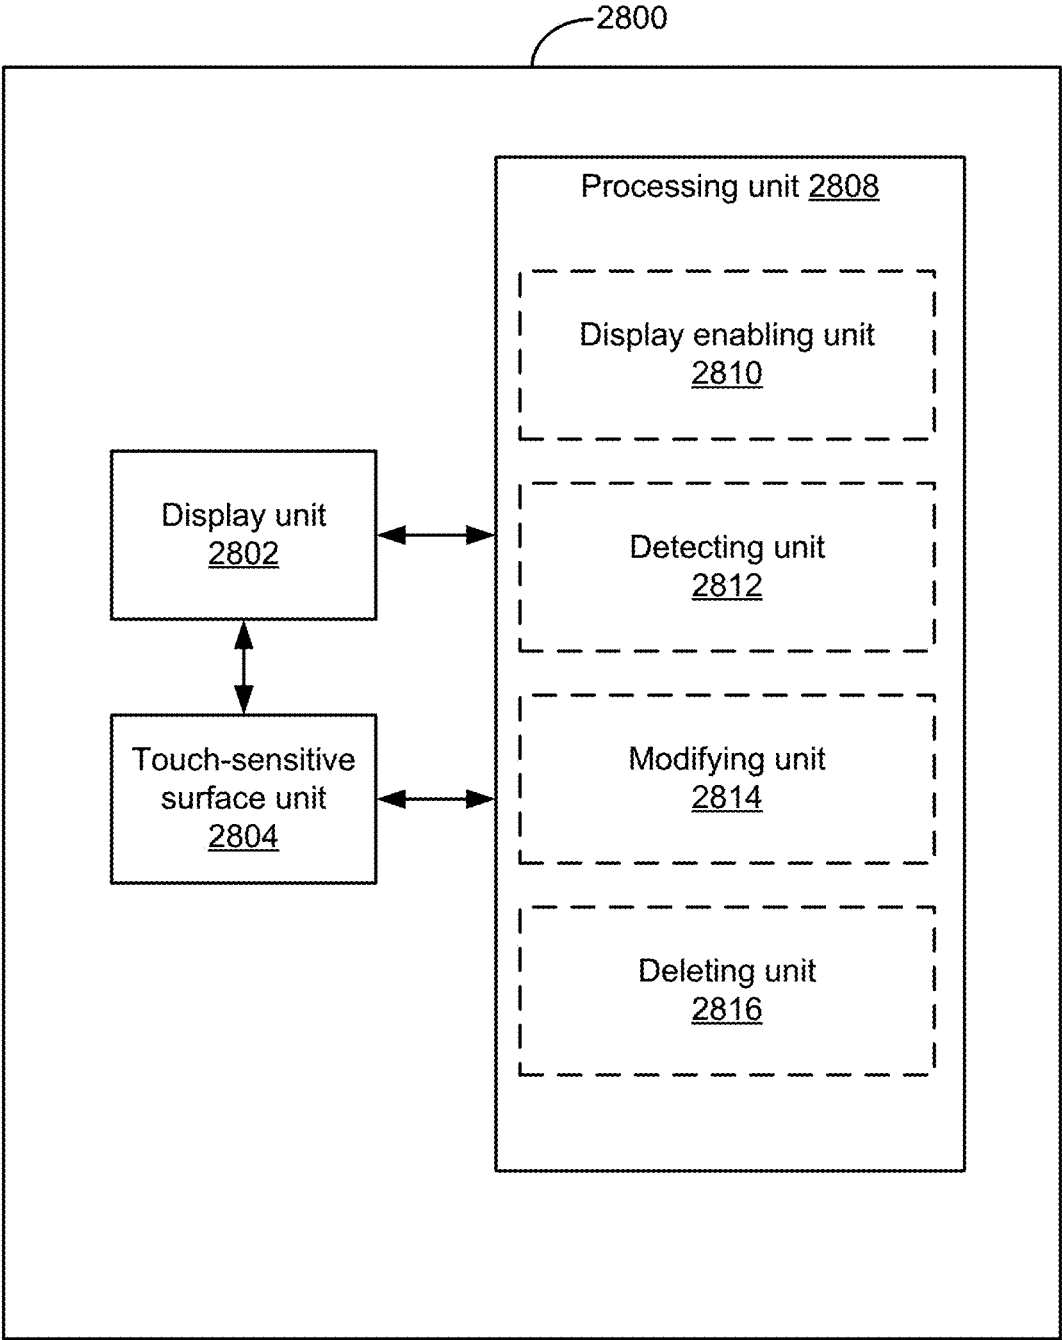 2800
Processing unit 2808
Display enabling unit
2810
Display unit
2802
Detecting unit
2812
Touch-sensitive
surface unit
2804
Modifying unit
2814
Deleting unit
2816